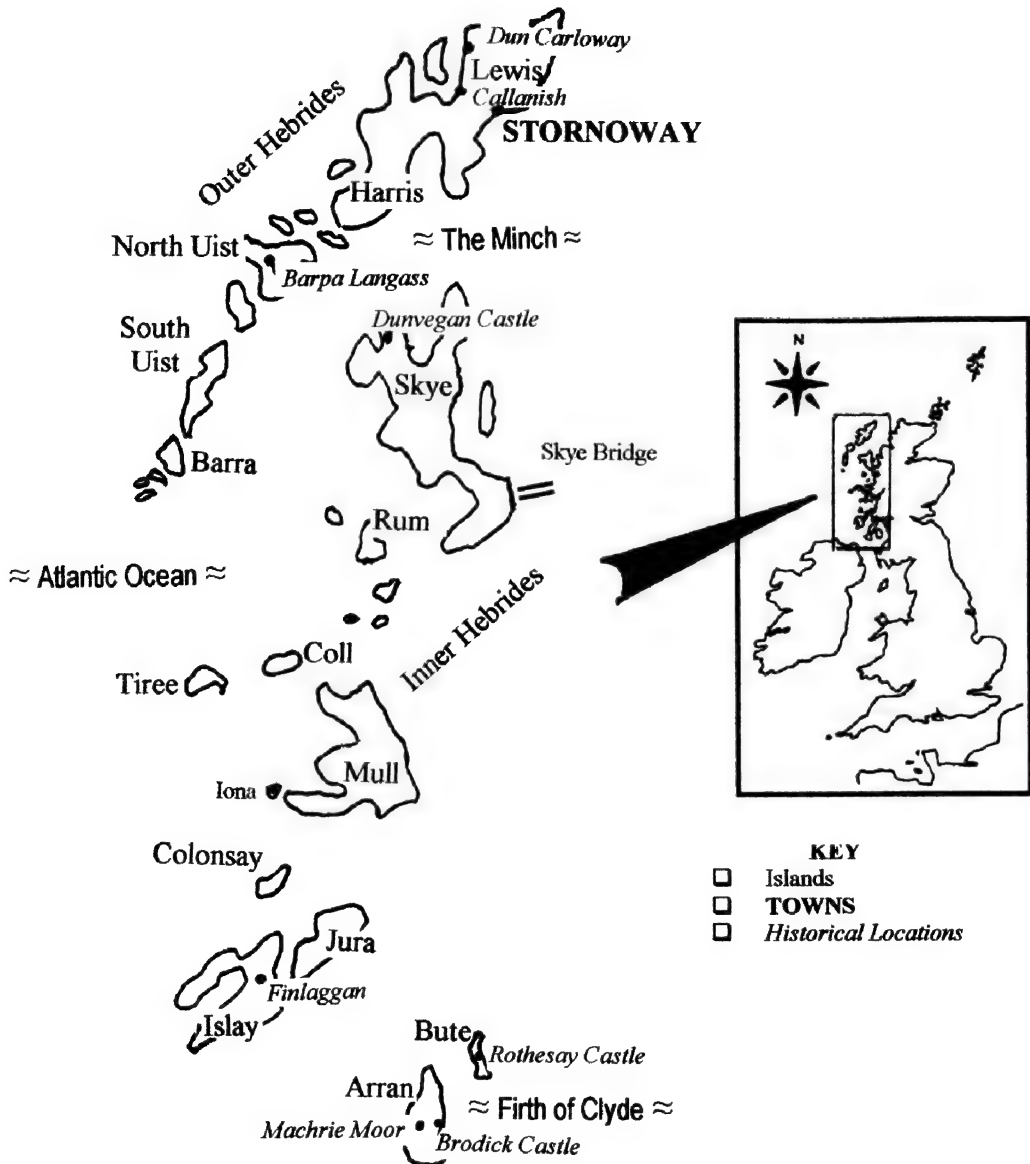 Dun Carloway
Lewis
Callanish
STORNOWAY
Outer Hebrides
Harris
North Uist
≈ The Minch ≈
Barpa Langass
South
Uist
Dunvegan Castle
N
Skye
Barra
Skye Bridge
Rum
≈ Atlantic Ocean ≈
Inner Hebrides
Coll
Tiree
Mull
Iona
Colonsay
KEY
Islands
TOWNS
Historical Locations
Jura
Finlaggan
Islay
Bute
Rothesay Castle
Arran
≈ Firth of Clyde ≈
Machrie Moor
Brodick Castle